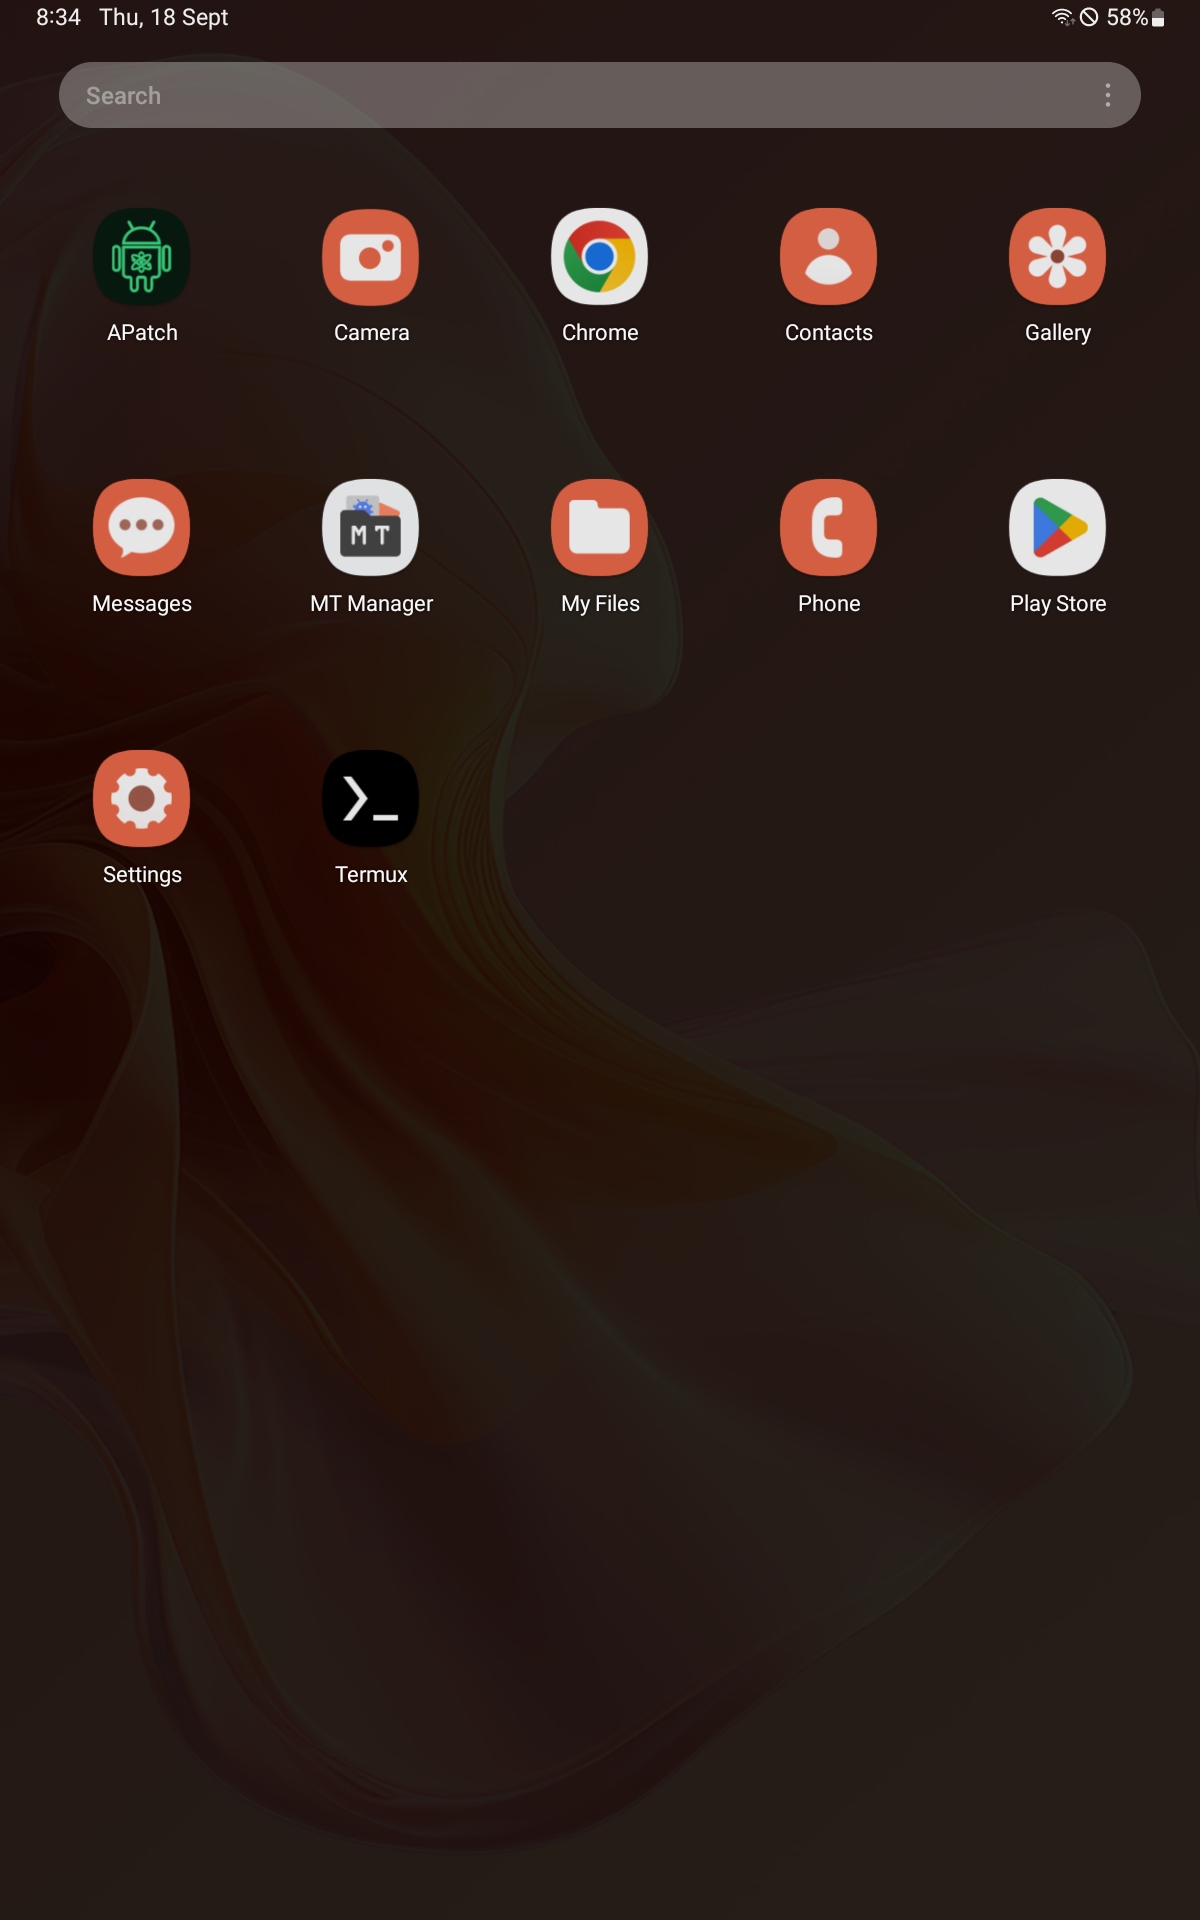 8:34 Thu, 18 Sept 58%
Search
APatch Camera Chrome Contacts Gallery
MT
Messages MT Manager My Files Phone Play Store
Settings Termux